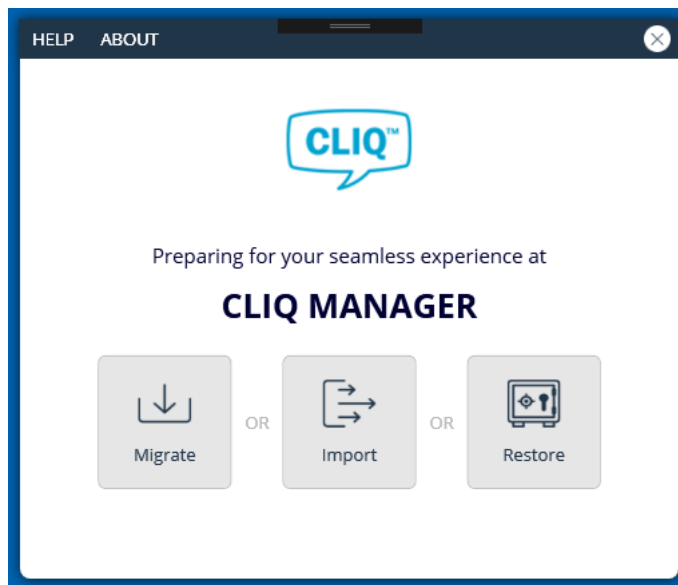 HELP ABOUT
CLIQ™
Preparing for your seamless experience at
CLIQ MANAGER
OR OR
Migrate Import Restore